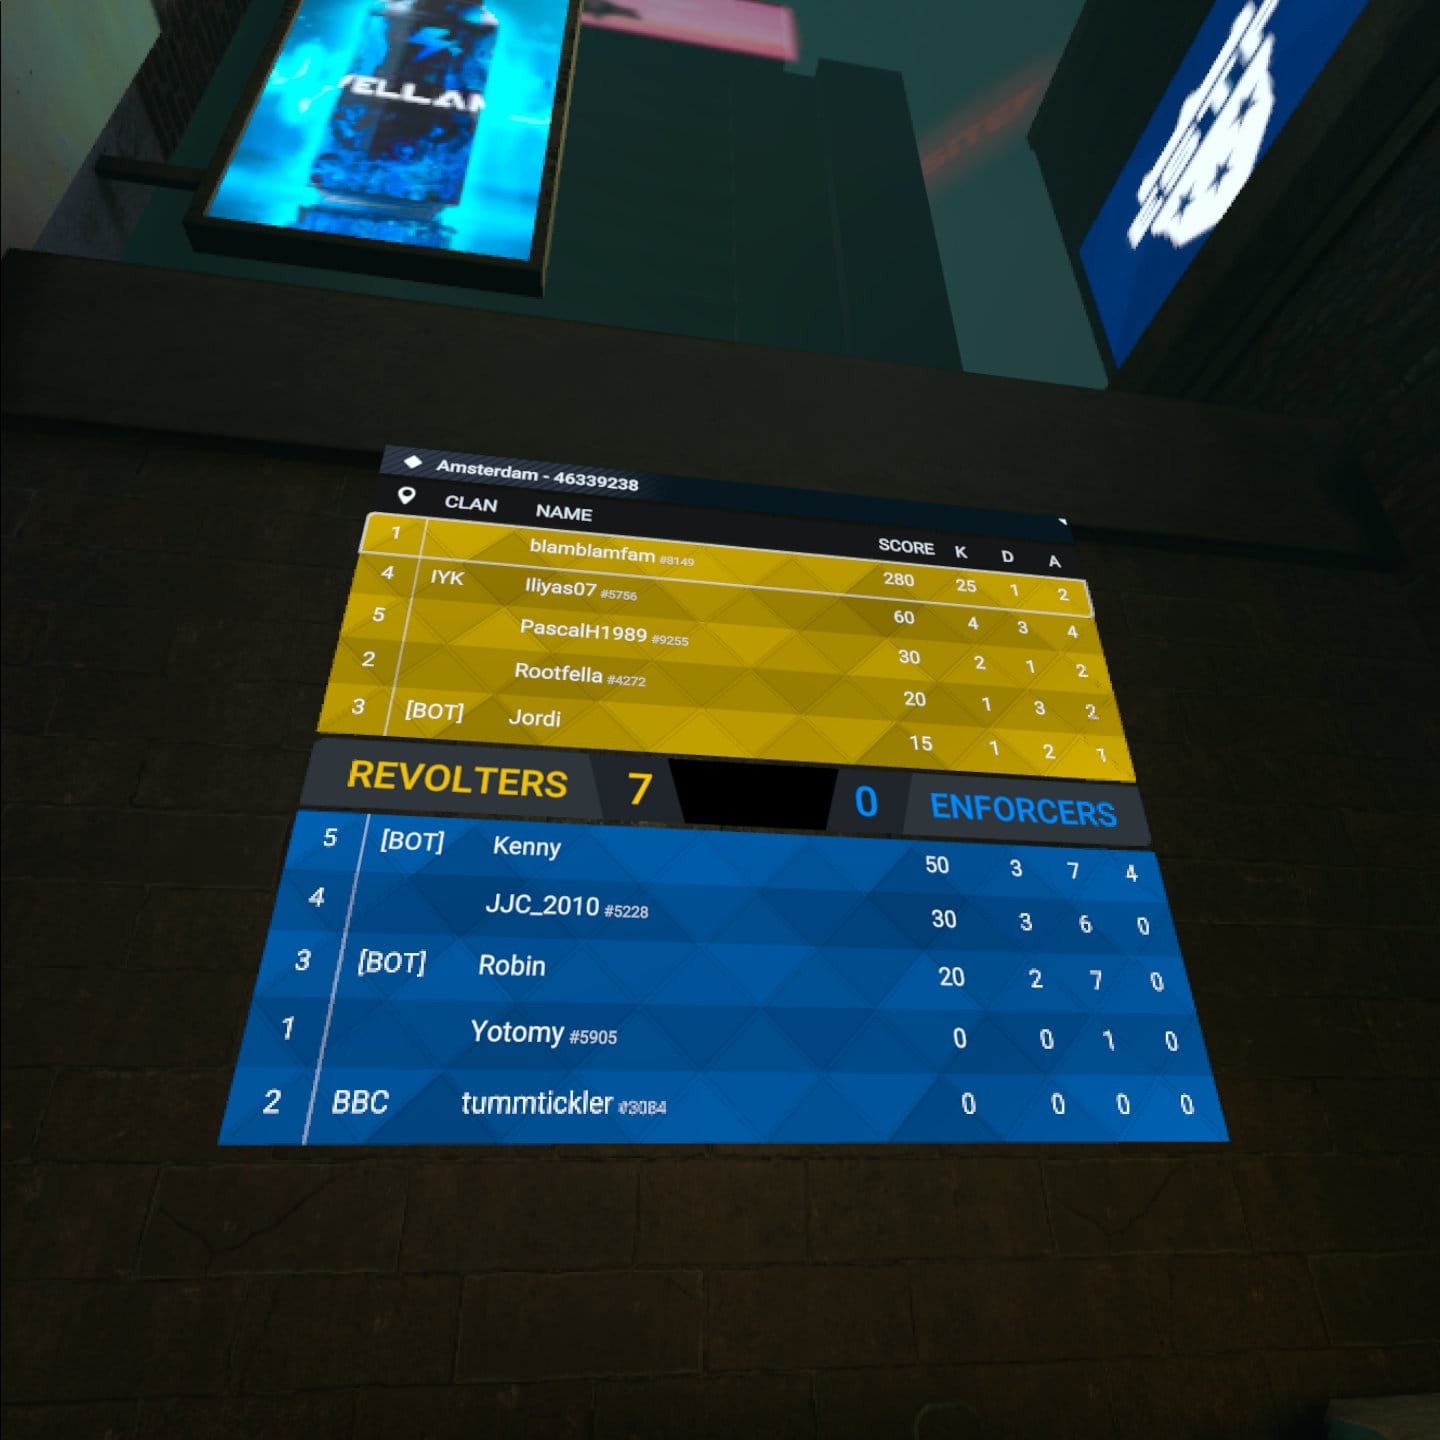 VELLAN
Amsterdam - 46339238
CLAN NAME SCORE K D A
1 blamblamfam #8149 280 25 1 2
4 IYK Iliyas07 #5756 60 4 3 4
5 PascalH1989 #9255 30 2 1 2
2 Rootfella #4272 20 1 3 2
3 [BOT] Jordi 15 1 2 1
REVOLTERS 7 0 ENFORCERS
5 [BOT] Kenny 50 3 7 4
4 JJC_2010 #5228 30 3 6 0
3 [BOT] Robin 20 2 7 0
1 Yotomy #5905 0 0 1 0
2 BBC tummtickler #3084 0 0 0 0